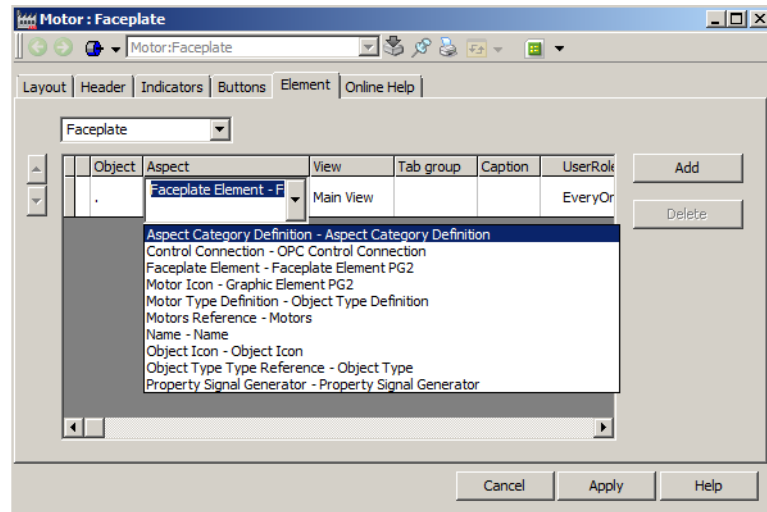 Motor : Faceplate
Motor:Faceplate
Layout Header Indicators Buttons Element Online Help
Faceplate
Object Aspect View Tab group Caption UserRole
Add
. Faceplate Element - F Main View EveryOn
Delete
Aspect Category Definition - Aspect Category Definition
Control Connection - OPC Control Connection
Faceplate Element - Faceplate Element PG2
Motor Icon - Graphic Element PG2
Motor Type Definition - Object Type Definition
Motors Reference - Motors
Name - Name
Object Icon - Object Icon
Object Type Type Reference - Object Type
Property Signal Generator - Property Signal Generator
Cancel Apply Help